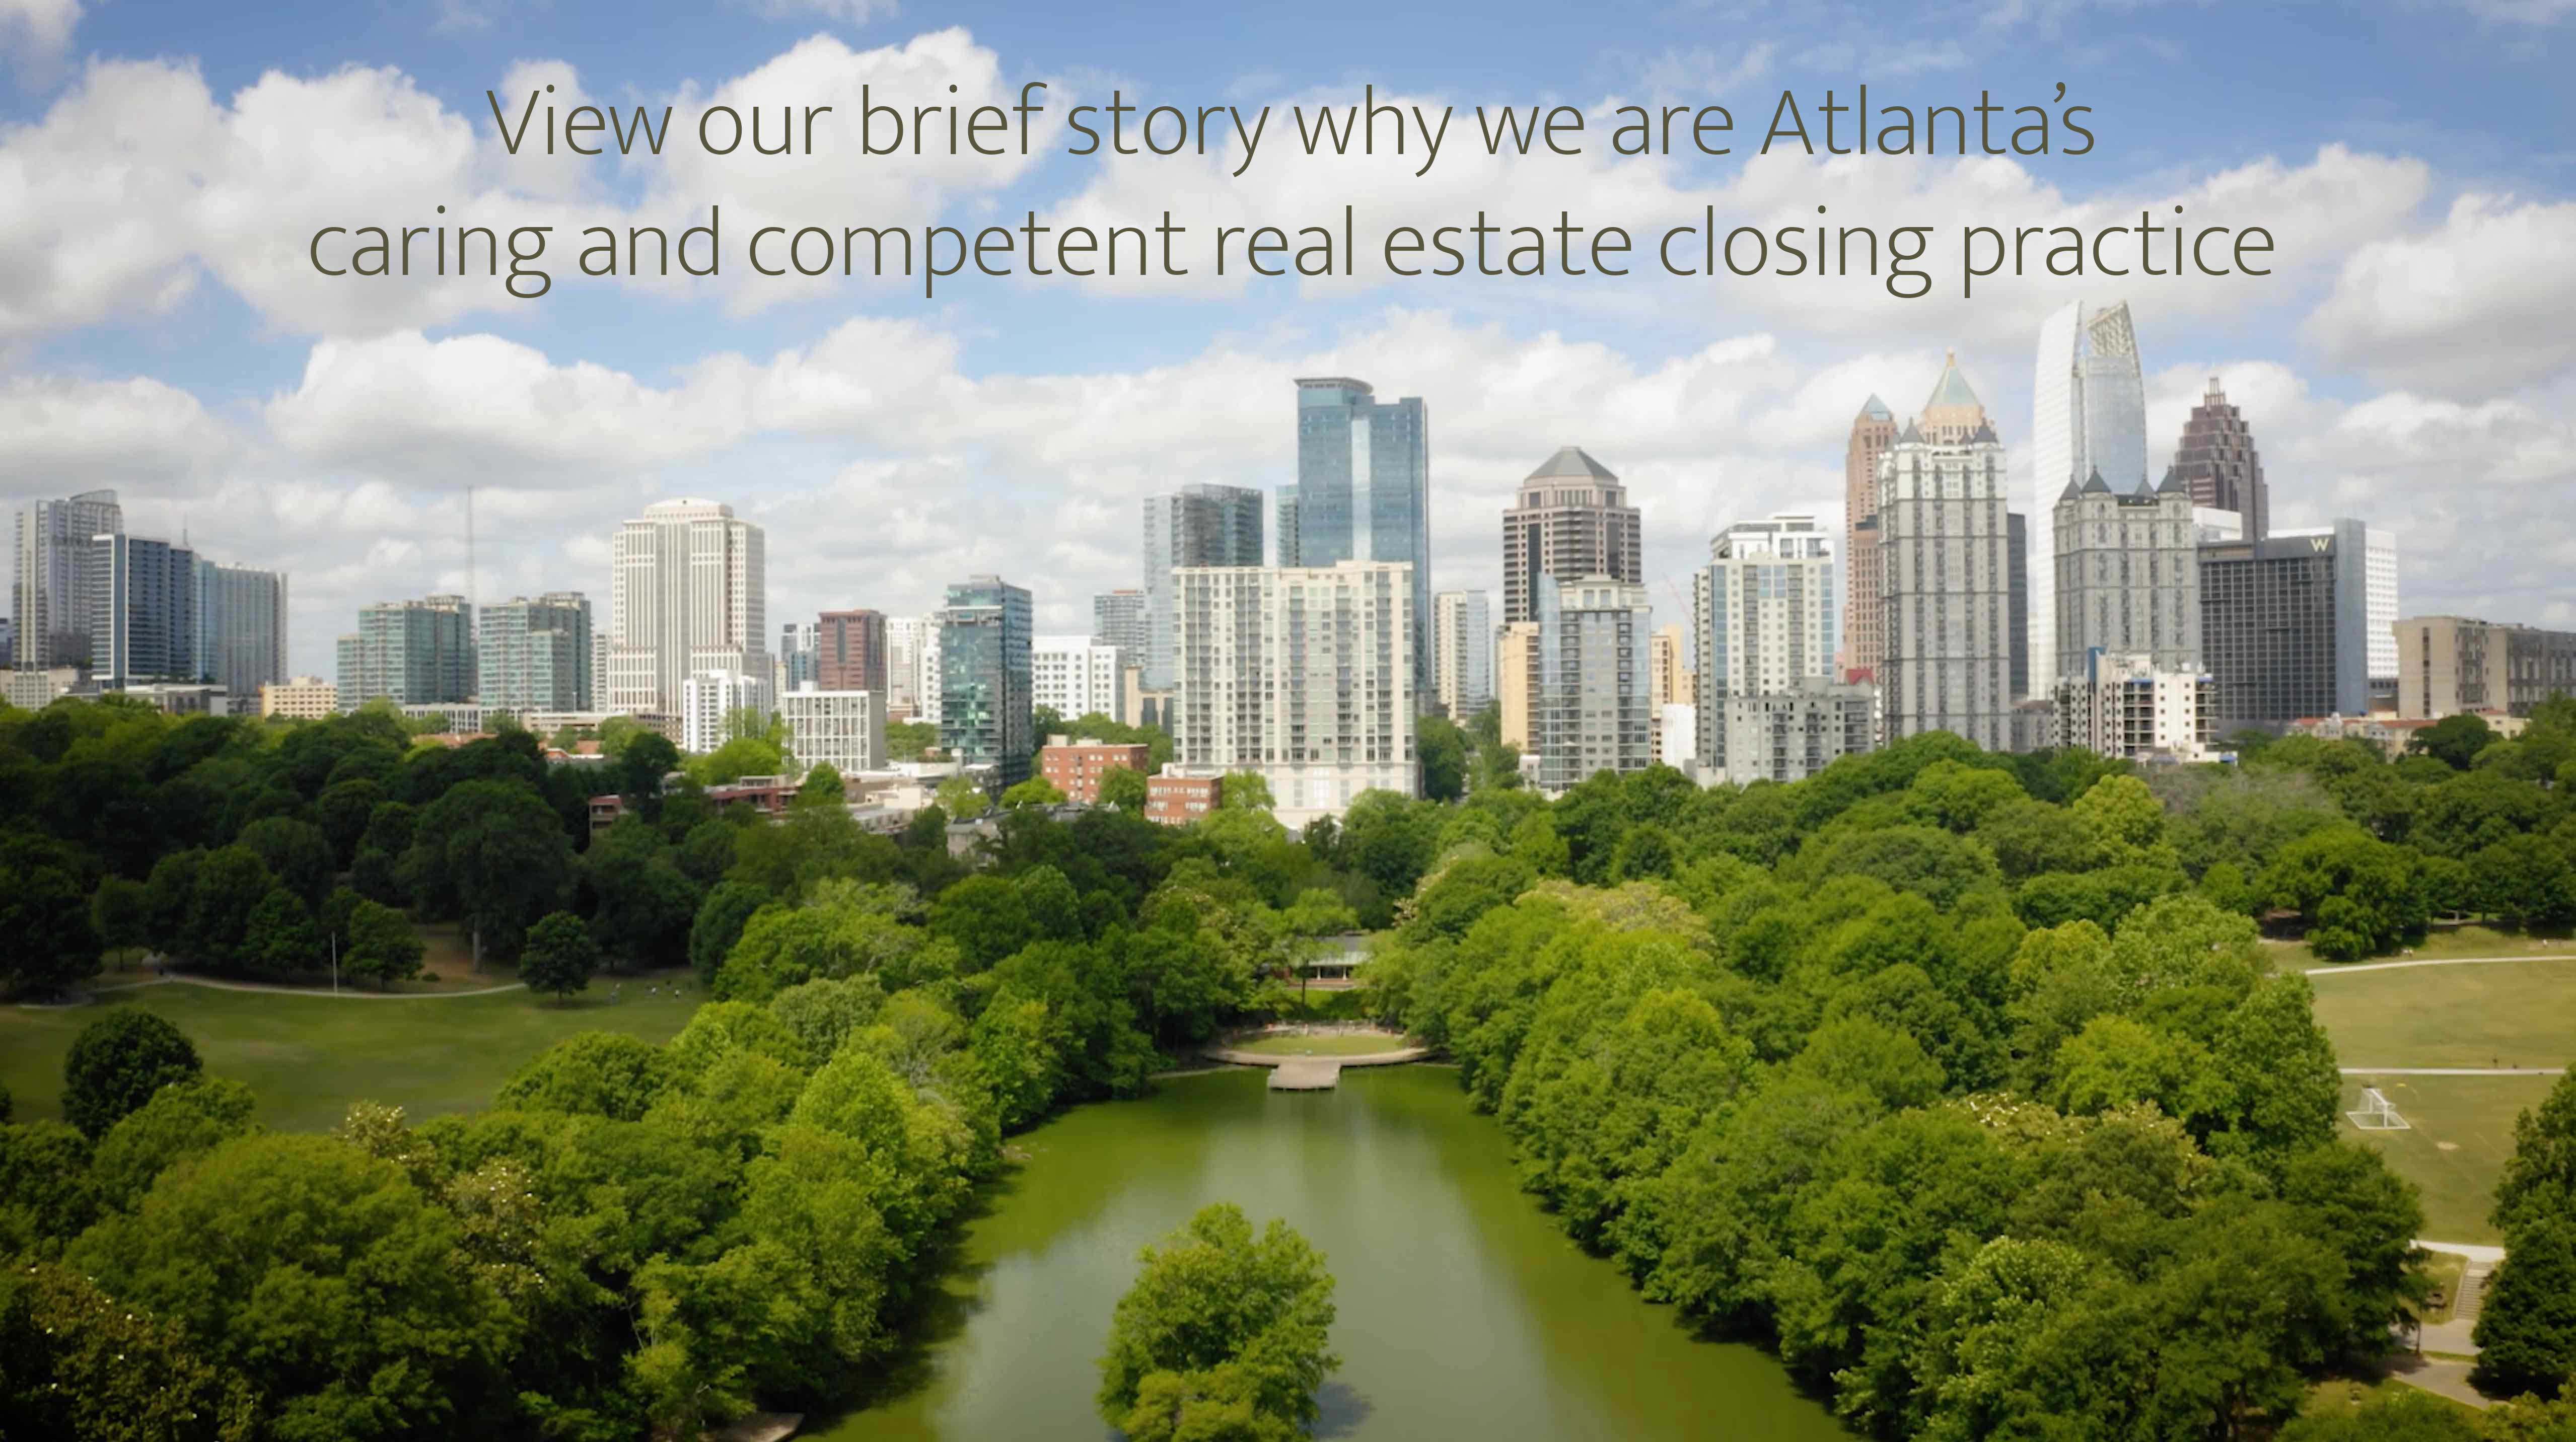 View our brief story why we are Atlanta’s
caring and competent real estate closing practice
W